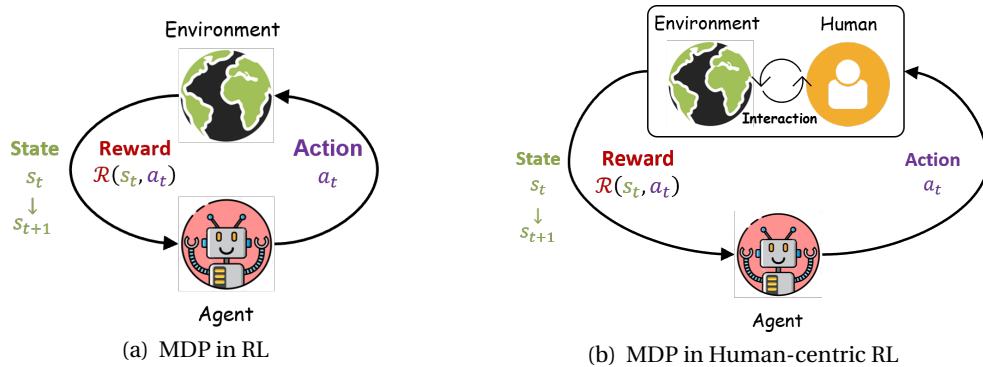 Environment
State
s_t
↓
s_{t+1}
Reward
R(s_t, a_t)
Action
a_t
Agent
(a) MDP in RL
Environment
Human
Interaction
State
s_t
↓
s_{t+1}
Reward
R(s_t, a_t)
Action
a_t
Agent
(b) MDP in Human-centric RL